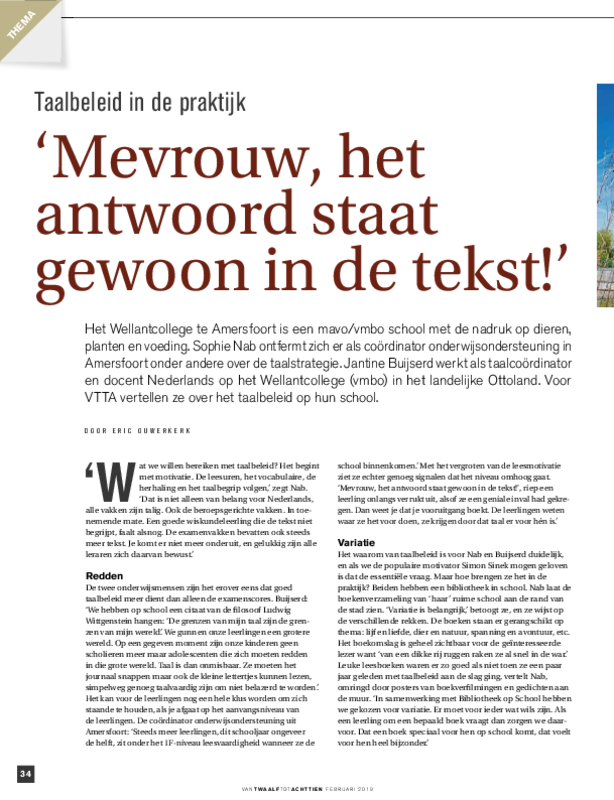 THEMA
Taalbeleid in de praktijk
‘Mevrouw, het
antwoord staat
gewoon in de tekst!’
Het Wellantcollege te Amersfoort is een mavo/vmbo school met de nadruk op dieren,
planten en voeding. Sophie Nab ontfermt zich er als coördinator onderwijsondersteuning in
Amersfoort onder andere over de taalstrategie. Jantine Buijserd werkt als taalcoördinator
en docent Nederlands op het Wellantcollege (vmbo) in het landelijke Ottoland. Voor
VTTA vertellen ze over het taalbeleid op hun school.
DOOR ERIC OUWERKERK
‘Wat we willen bereiken met taalbeleid? Het begint
met motivatie. De leesuren, het vocabulaire, de
herhaling en het taalbegrip volgen,’ zegt Nab.
‘Dat is niet alleen van belang voor Nederlands,
alle vakken zijn talig. Ook de beroepsgerichte vakken. In toe-
nemende mate. Een goede wiskundeleerling die de tekst niet
begrijpt, faalt alsnog. De examenvakken bevatten ook steeds
meer tekst. Je komt er niet meer onderuit, en gelukkig zijn alle
leraren zich daarvan bewust.’
Redden
De twee onderwijsmensen zijn het erover eens dat goed
taalbeleid meer dient dan alleen de examenscores. Buijserd:
‘We hebben op school een citaat van de filosoof Ludwig
Wittgenstein hangen: ‘De grenzen van mijn taal zijn de gren-
zen van mijn wereld.’ We gunnen onze leerlingen een grotere
wereld. Op een gegeven moment zijn onze kinderen geen
scholieren meer maar adolescenten die zich moeten redden
in die grote wereld. Taal is dan onmisbaar. Ze moeten het
journaal snappen maar ook de kleine lettertjes kunnen lezen,
simpelweg genoeg taalvaardig zijn om niet belazerd te worden.’
Het kan voor de leerlingen nog een hele klus worden om zich
staande te houden, als je afgaat op het aanvangsniveau van
de leerlingen. De coördinator onderwijsondersteuning uit
Amersfoort: ‘Steeds meer leerlingen, dit schooljaar ongeveer
de helft, zit onder het 1F-niveau leesvaardigheid wanneer ze de
school binnenkomen.’ Met het vergroten van de leesmotivatie
ziet ze echter genoeg signalen dat het niveau omhoog gaat.
‘Mevrouw, het antwoord staat gewoon in de tekst!’, riep een
leerling onlangs verrukt uit, alsof ze een geniale inval had gekre-
gen. Dan weet je dat je vooruitgang boekt. De leerlingen weten
waar ze het voor doen, ze krijgen door dat taal er voor hén is.’
Variatie
Het waarom van taalbeleid is voor Nab en Buijserd duidelijk,
en als we de populaire motivator Simon Sinek mogen geloven
is dat de essentiële vraag. Maar hoe brengen ze het in de
praktijk? Beiden hebben een bibliotheek in school. Nab laat de
boekenverzameling van ‘haar’ ruime school aan de rand van
de stad zien. ‘Variatie is belangrijk,’ betoogt ze, en ze wijst op
de verschillende rekken. De boeken staan er gerangschikt op
thema: lijf en liefde, dier en natuur, spanning en avontuur, etc.
Het boekomslag is geheel zichtbaar voor de geïnteresseerde
lezer want ‘van een dikke rij ruggen raken ze al snel in de war.’
Leuke leesboeken waren er zo goed als niet toen ze een paar
jaar geleden met taalbeleid aan de slag ging, vertelt Nab,
omringd door posters van boekverfilmingen en gedichten aan
de muur. ‘In samenwerking met Bibliotheek op School hebben
we gekozen voor variatie. Er moet voor ieder wat wils zijn. Als
een leerling om een bepaald boek vraagt dan zorgen we daar-
voor. Dat een boek speciaal voor hen op school komt, dat voelt
voor hen heel bijzonder.’
34
VAN TWAALF TOT ACHTTIEN FEBRUARI 2019